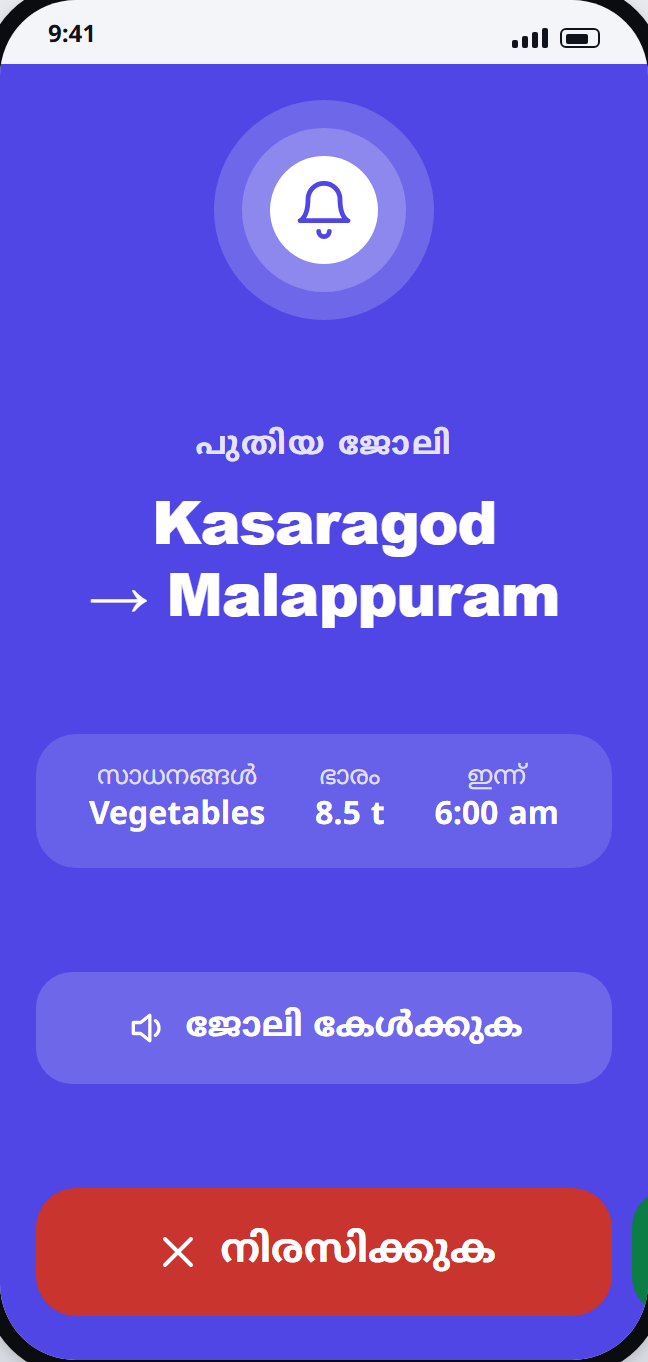 9:41
പുതിയ ജോലി
Kasaragod
→ Malappuram
സാധനങ്ങൾ ഭാരം ഇന്ന്
Vegetables 8.5 t 6:00 am
ജോലി കേൾക്കുക
നിരസിക്കുക